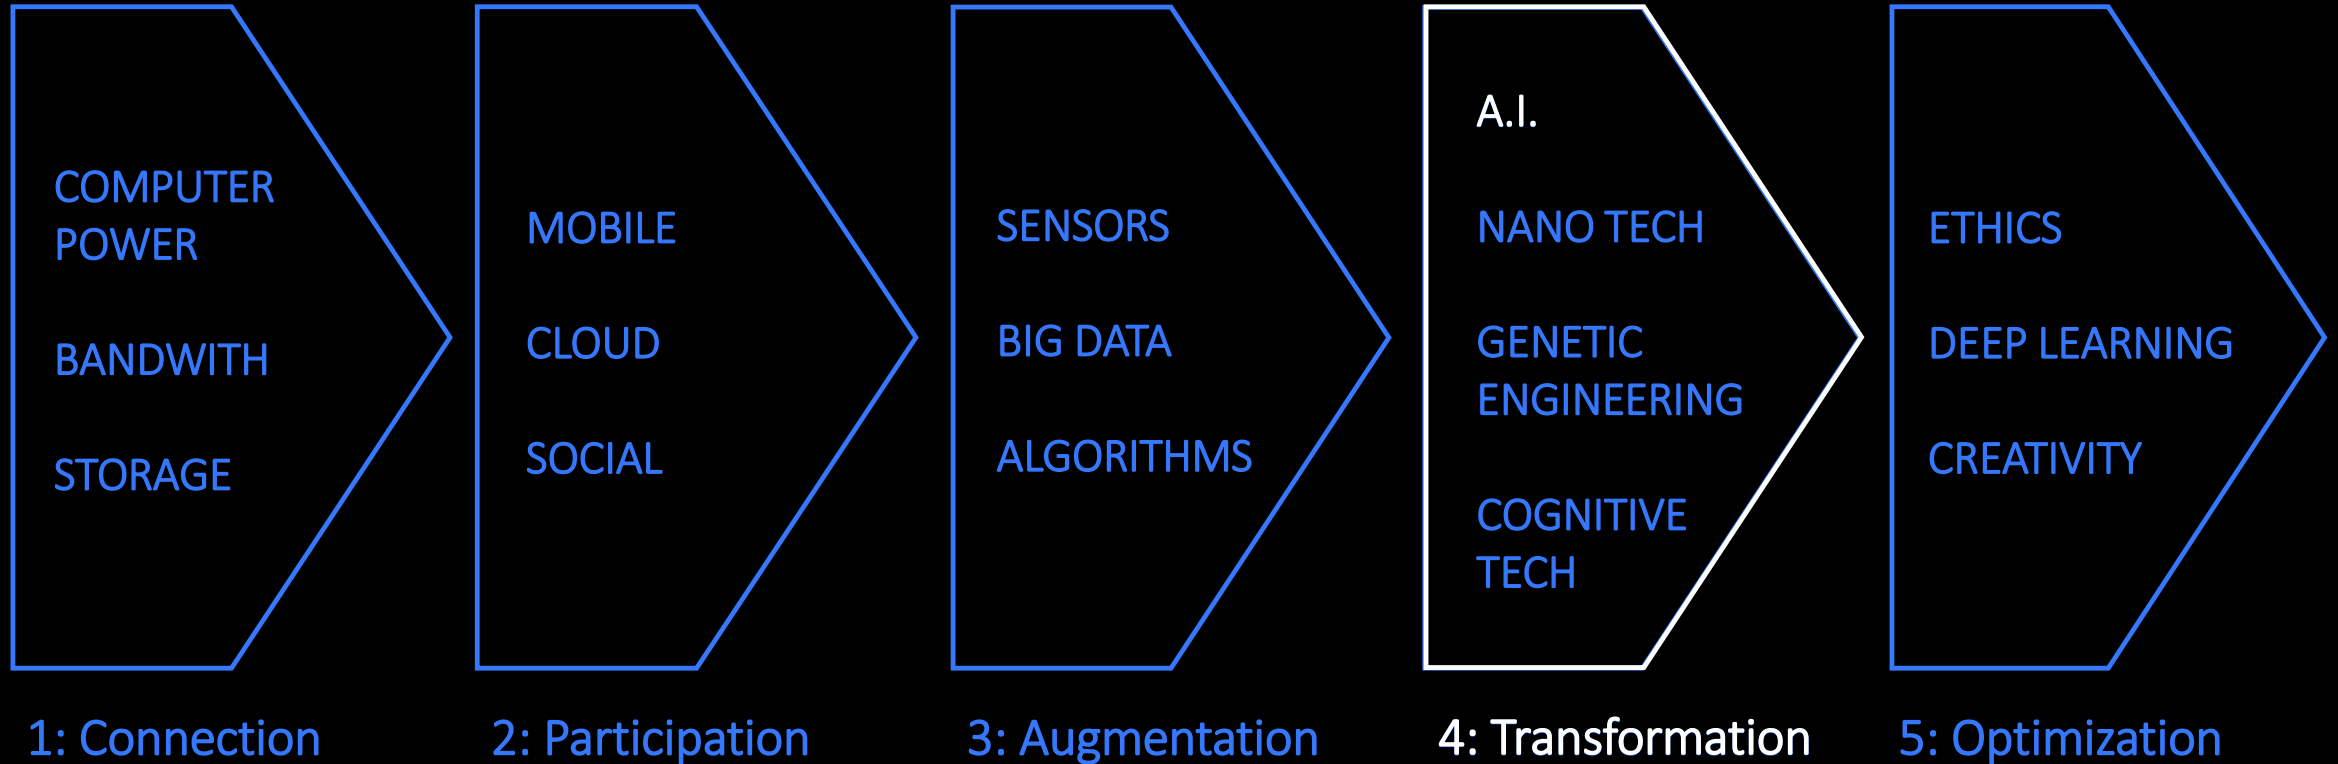 COMPUTER
POWER
BANDWITH
STORAGE
1: Connection
MOBILE
CLOUD
SOCIAL
2: Participation
SENSORS
BIG DATA
ALGORITHMS
3: Augmentation
A.I.
NANO TECH
GENETIC
ENGINEERING
COGNITIVE
TECH
4: Transformation
ETHICS
DEEP LEARNING
CREATIVITY
5: Optimization